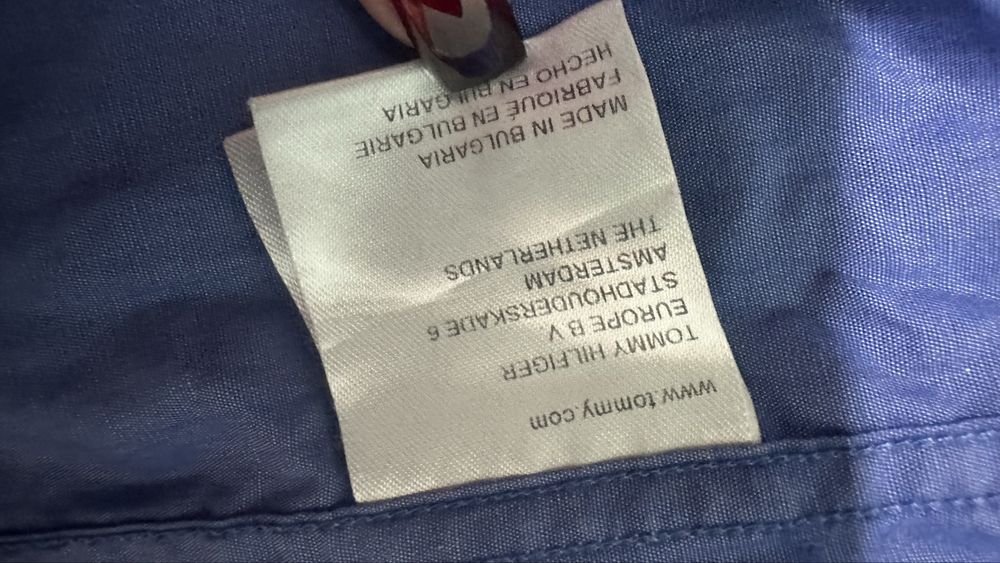 www.tommy.com
TOMMY HILFIGER
EUROPE B V
STADHOUDERSKADE 6
AMSTERDAM
THE NETHERLANDS
MADE IN BULGARIA
FABRIQUÉ EN BULGARIE
HECHO EN BULGARIA